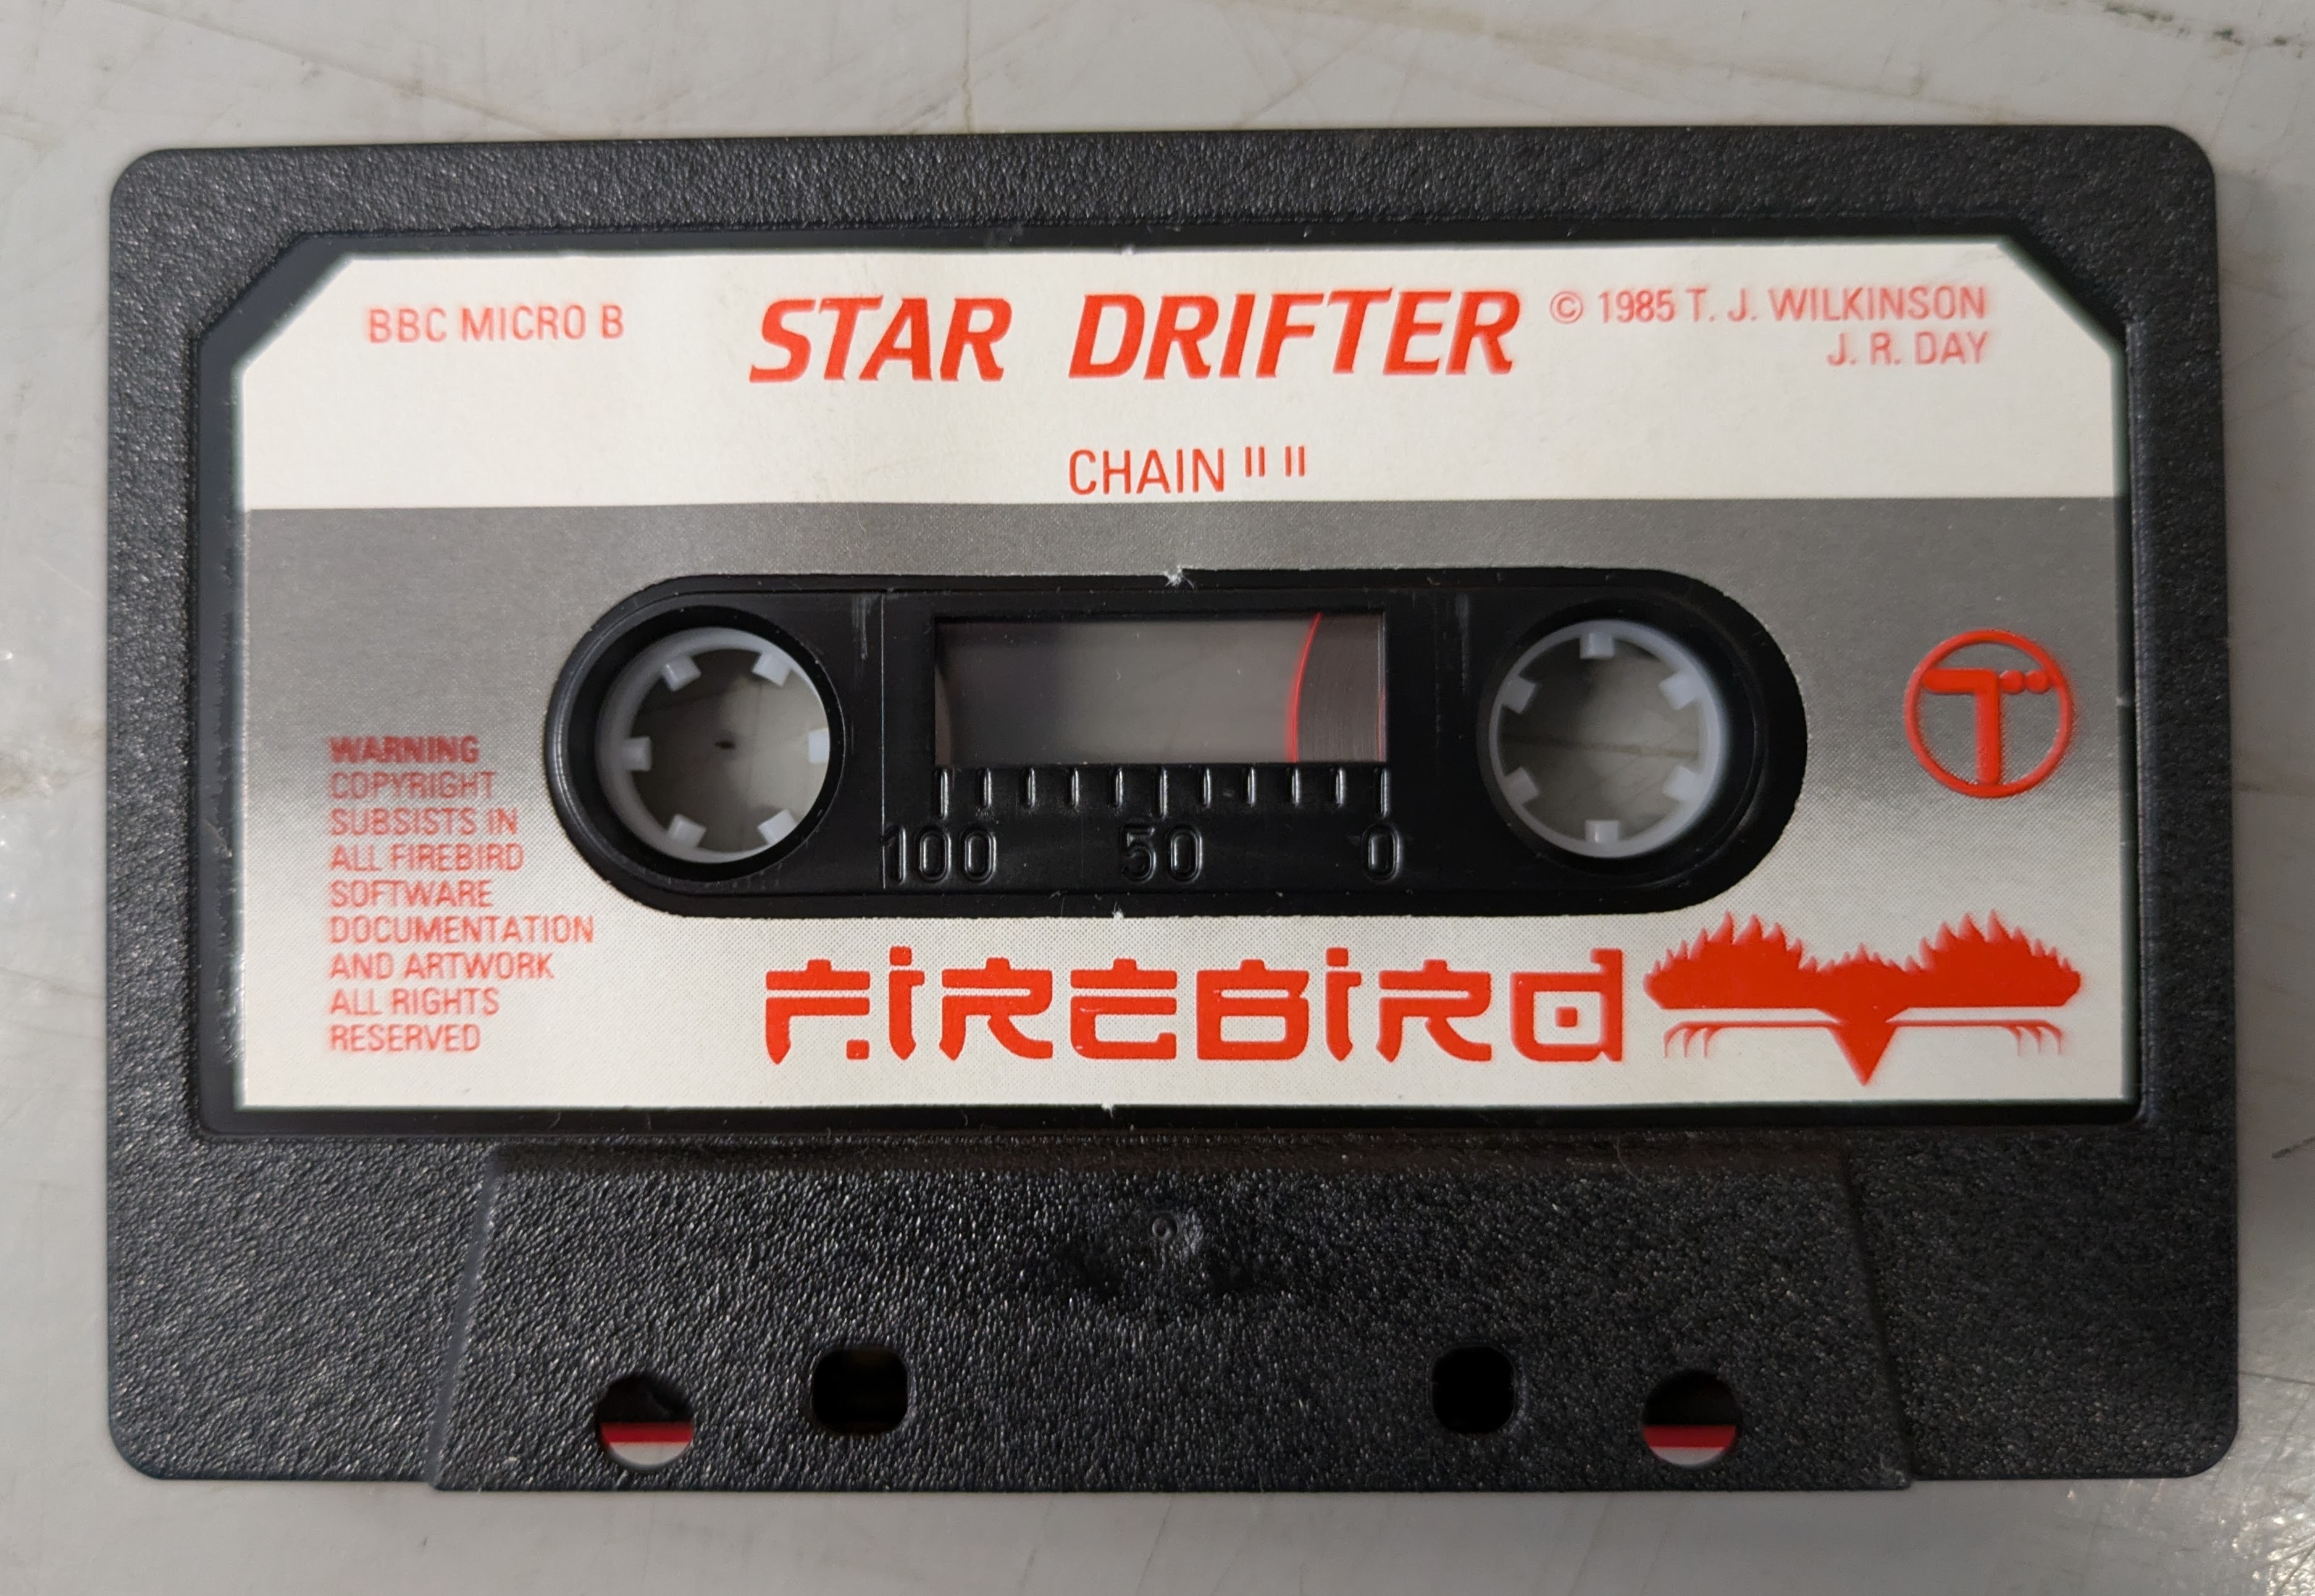 BBC MICRO B
STAR DRIFTER
© 1985 T. J. WILKINSON
J. R. DAY
CHAIN " "
T
100 50 0
WARNING
COPYRIGHT
SUBSISTS IN
ALL FIREBIRD
SOFTWARE
DOCUMENTATION
AND ARTWORK
ALL RIGHTS
RESERVED
FIREBIRD